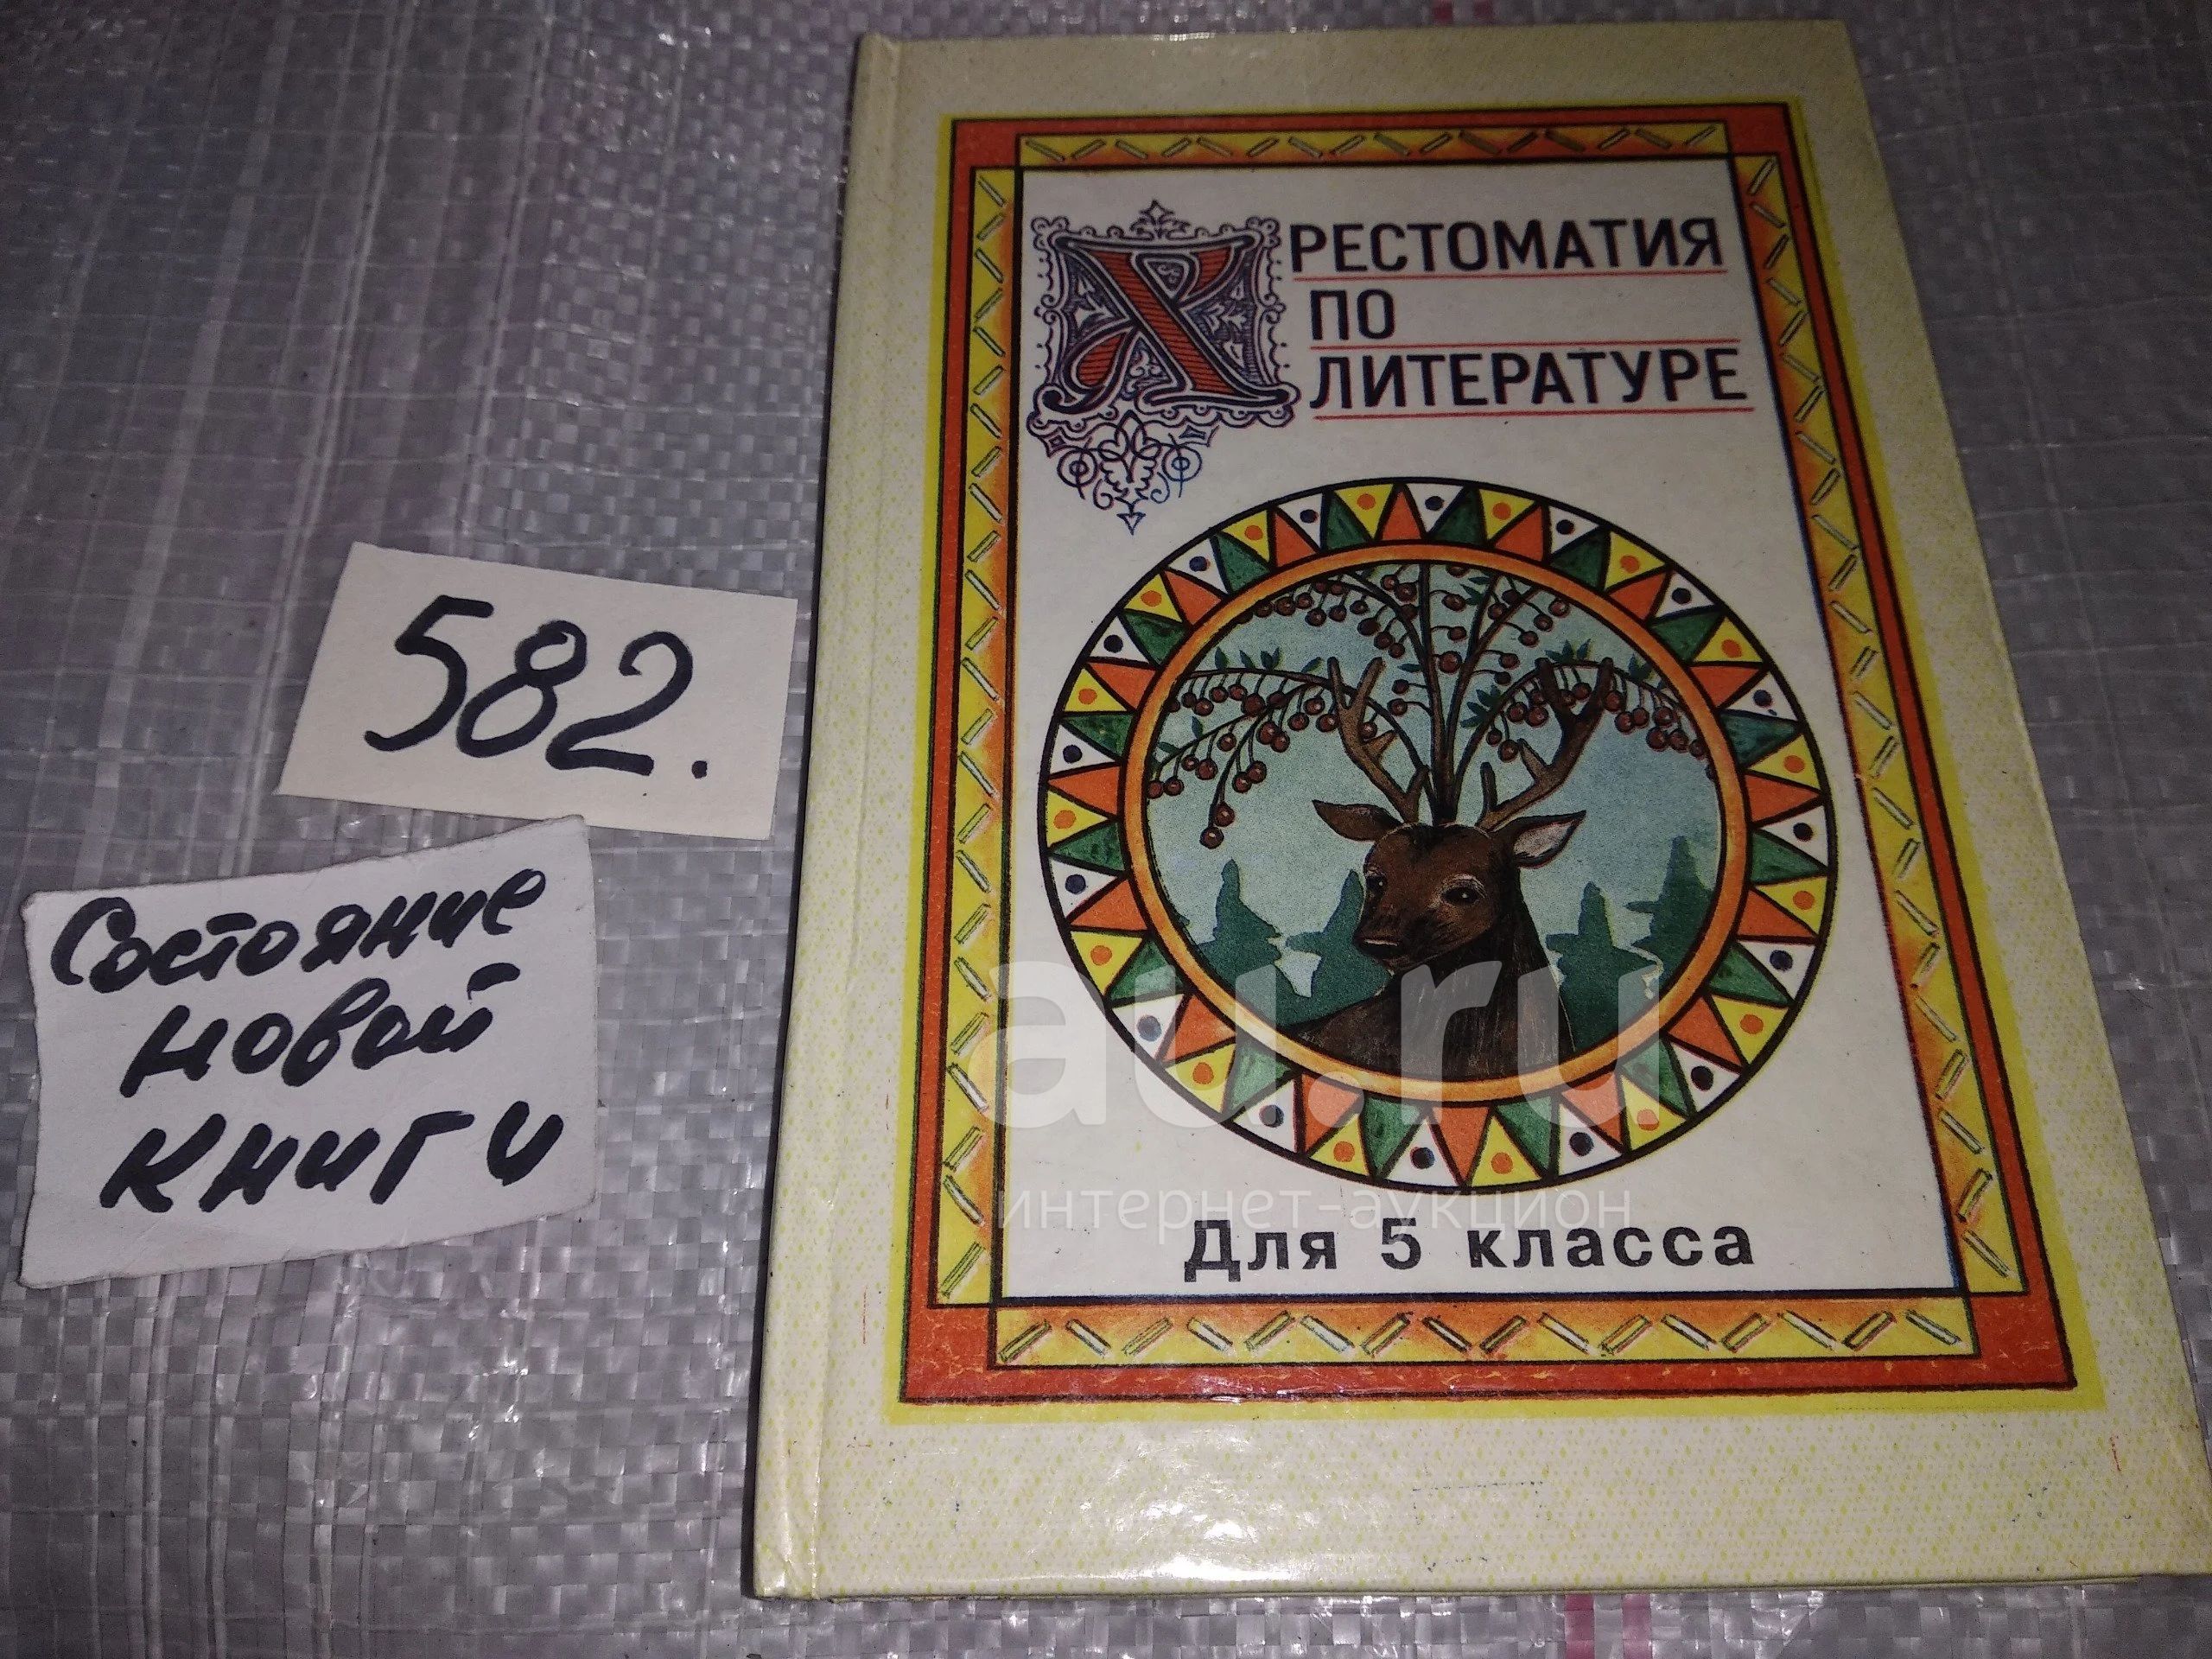 ХРЕСТОМАТИЯ
ПО
ЛИТЕРАТУРЕ
Для 5 класса
582.
Состояние
новой
книги
au.ru
интернет-аукцион